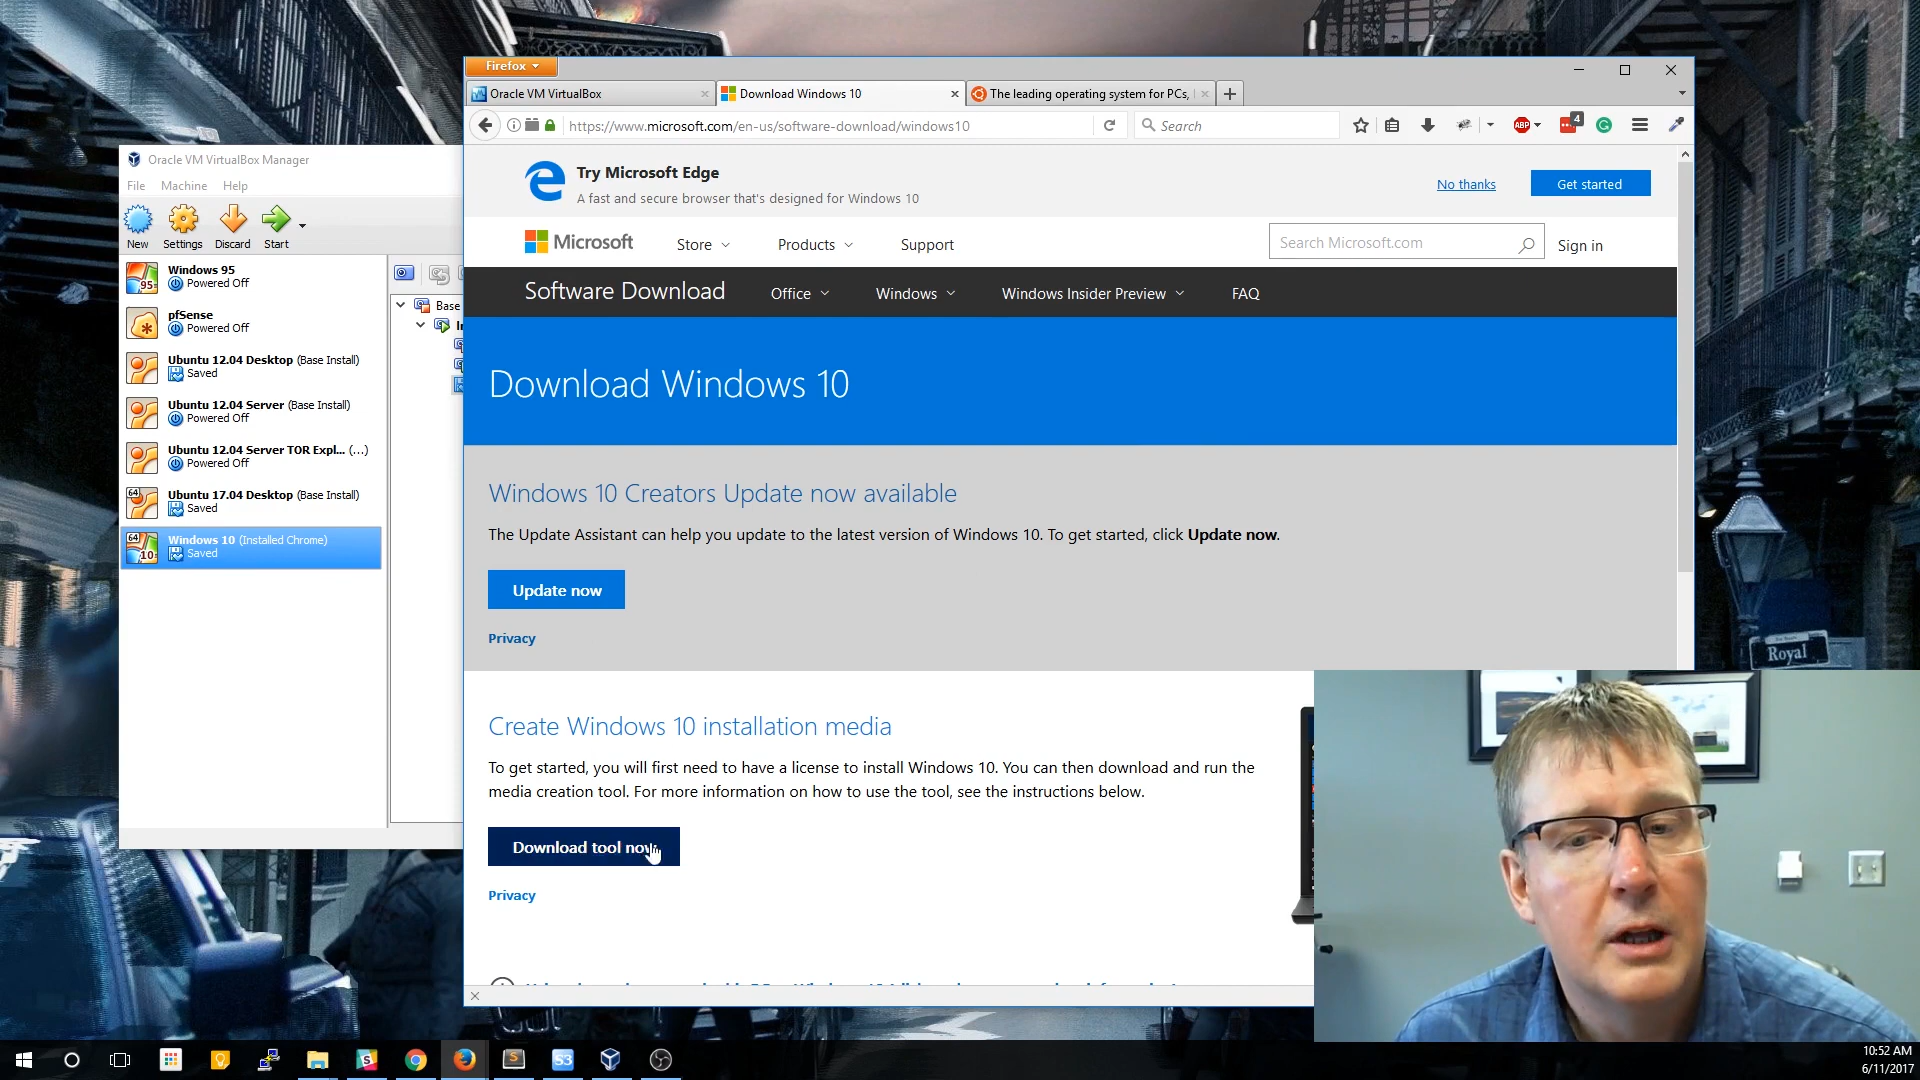 Firefox
Oracle VM VirtualBox
Download Windows 10
The leading operating system for PCs,
https://www.microsoft.com/en-us/software-download/windows10
Search
ABP
4
Oracle VM VirtualBox Manager
File Machine Help
New Settings Discard Start
95
Windows 95
Powered Off
pfSense
Powered Off
Ubuntu 12.04 Desktop (Base Install)
Saved
Ubuntu 12.04 Server (Base Install)
Powered Off
Ubuntu 12.04 Server TOR Expl... (...)
Powered Off
64
Ubuntu 17.04 Desktop (Base Install)
Saved
64
10
Windows 10 (Installed Chrome)
Saved
Base
Try Microsoft Edge
A fast and secure browser that's designed for Windows 10
No thanks
Get started
Microsoft
Store
Products
Support
Search Microsoft.com
Sign in
Software Download
Office
Windows
Windows Insider Preview
FAQ
Download Windows 10
Windows 10 Creators Update now available
The Update Assistant can help you update to the latest version of Windows 10. To get started, click Update now.
Update now
Privacy
Create Windows 10 installation media
To get started, you will first need to have a license to install Windows 10. You can then download and run the
media creation tool. For more information on how to use the tool, see the instructions below.
Download tool now
Privacy
Royal
S3
10:52 AM
6/11/2017